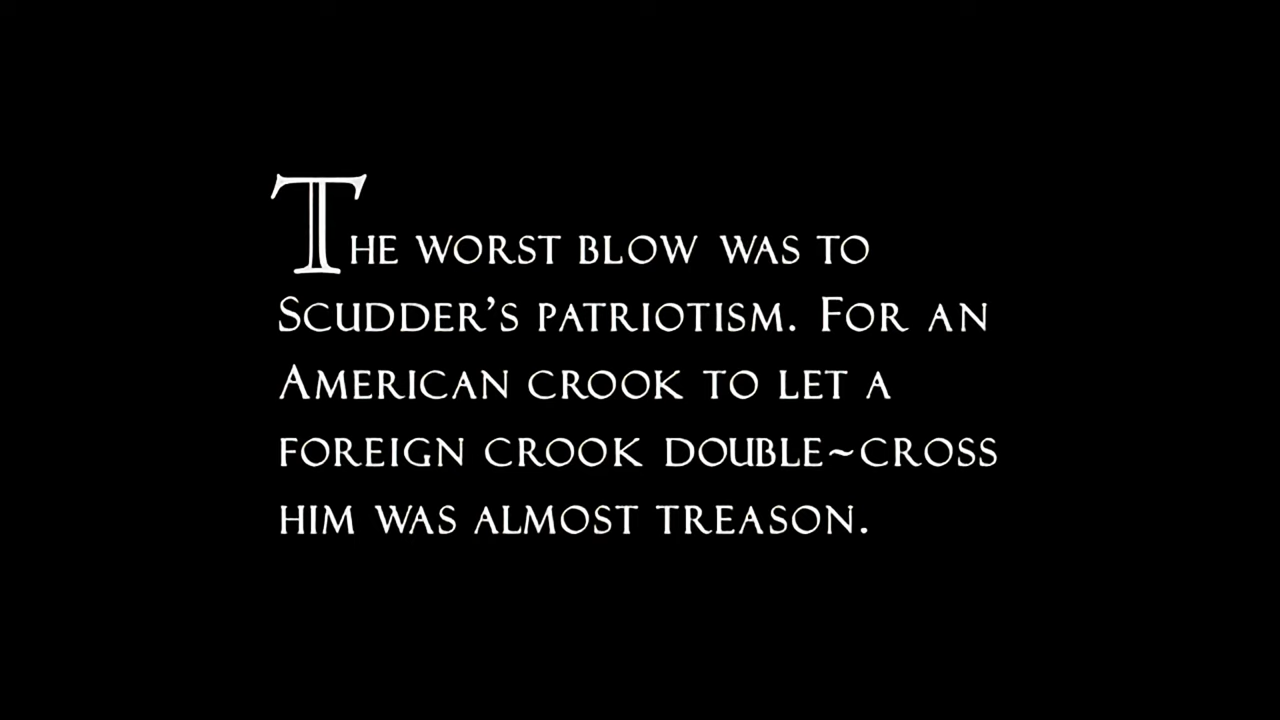 The worst blow was to
Scudder's patriotism. For an
American crook to let a
foreign crook double~cross
him was almost treason.